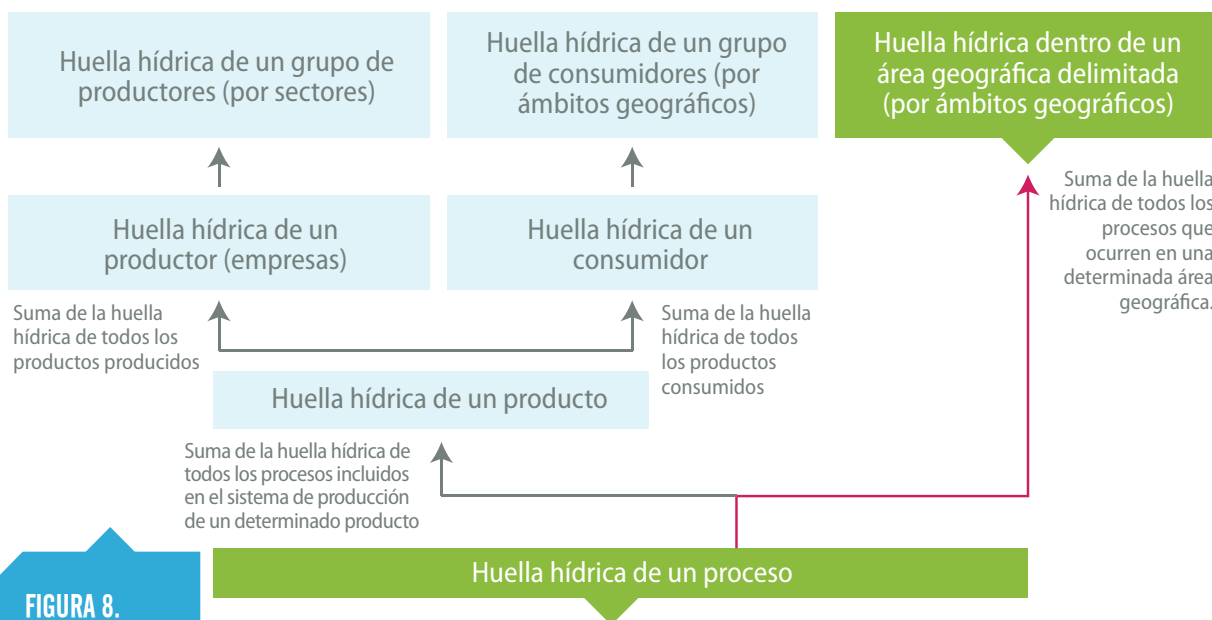 Huella hídrica de un grupo de
productores (por sectores)
Huella hídrica de un grupo
de consumidores (por
ámbitos geográficos)
Huella hídrica dentro de un
área geográfica delimitada
(por ámbitos geográficos)
Huella hídrica de un
productor (empresas)
Huella hídrica de un
consumidor
Suma de la huella
hídrica de todos los
procesos que
ocurren en una
determinada área
geográfica.
Suma de la huella
hídrica de todos los
productos producidos
Suma de la huella
hídrica de todos
los productos
consumidos
Huella hídrica de un producto
Suma de la huella hídrica de
todos los procesos incluidos
en el sistema de producción
de un determinado producto
Huella hídrica de un proceso
FIGURA 8.